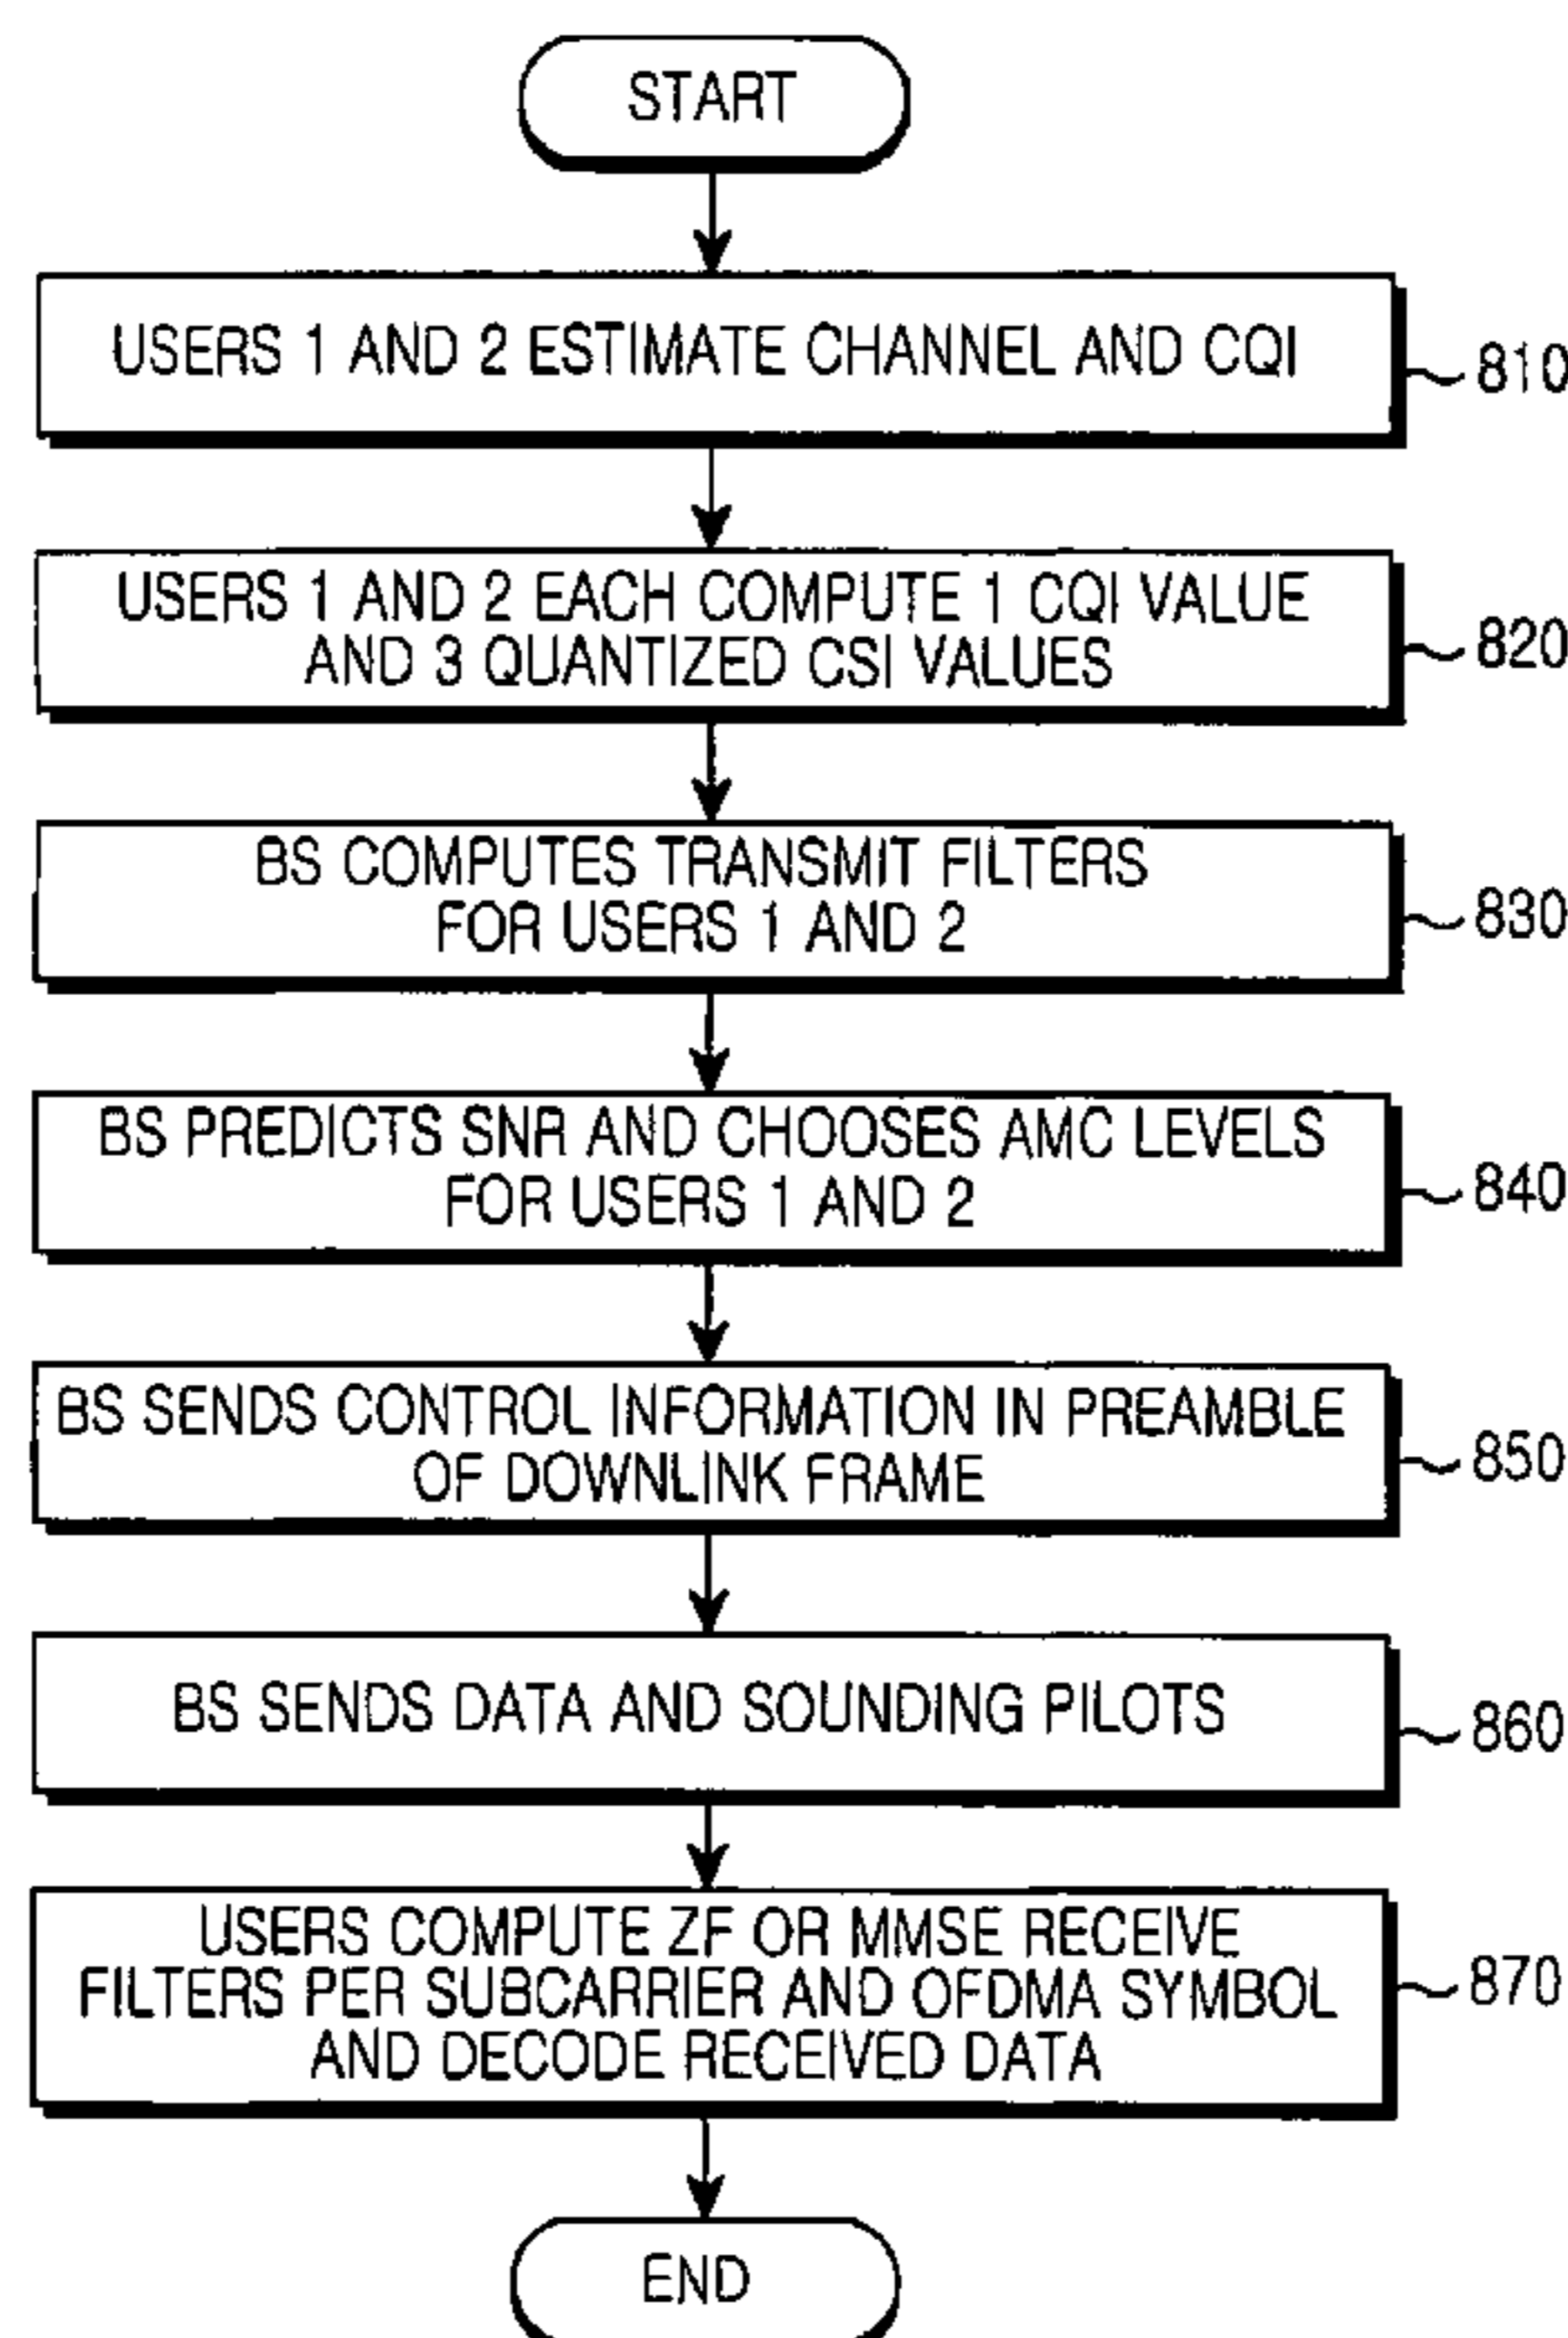 START
USERS 1 AND 2 ESTIMATE CHANNEL AND CQI
810
USERS 1 AND 2 EACH COMPUTE 1 CQI VALUE
AND 3 QUANTIZED CSI VALUES
820
BS COMPUTES TRANSMIT FILTERS
FOR USERS 1 AND 2
830
BS PREDICTS SNR AND CHOOSES AMC LEVELS
FOR USERS 1 AND 2
840
BS SENDS CONTROL INFORMATION IN PREAMBLE
OF DOWNLINK FRAME
850
BS SENDS DATA AND SOUNDING PILOTS
860
USERS COMPUTE ZF OR MMSE RECEIVE
FILTERS PER SUBCARRIER AND OFDMA SYMBOL
AND DECODE RECEIVED DATA
870
END